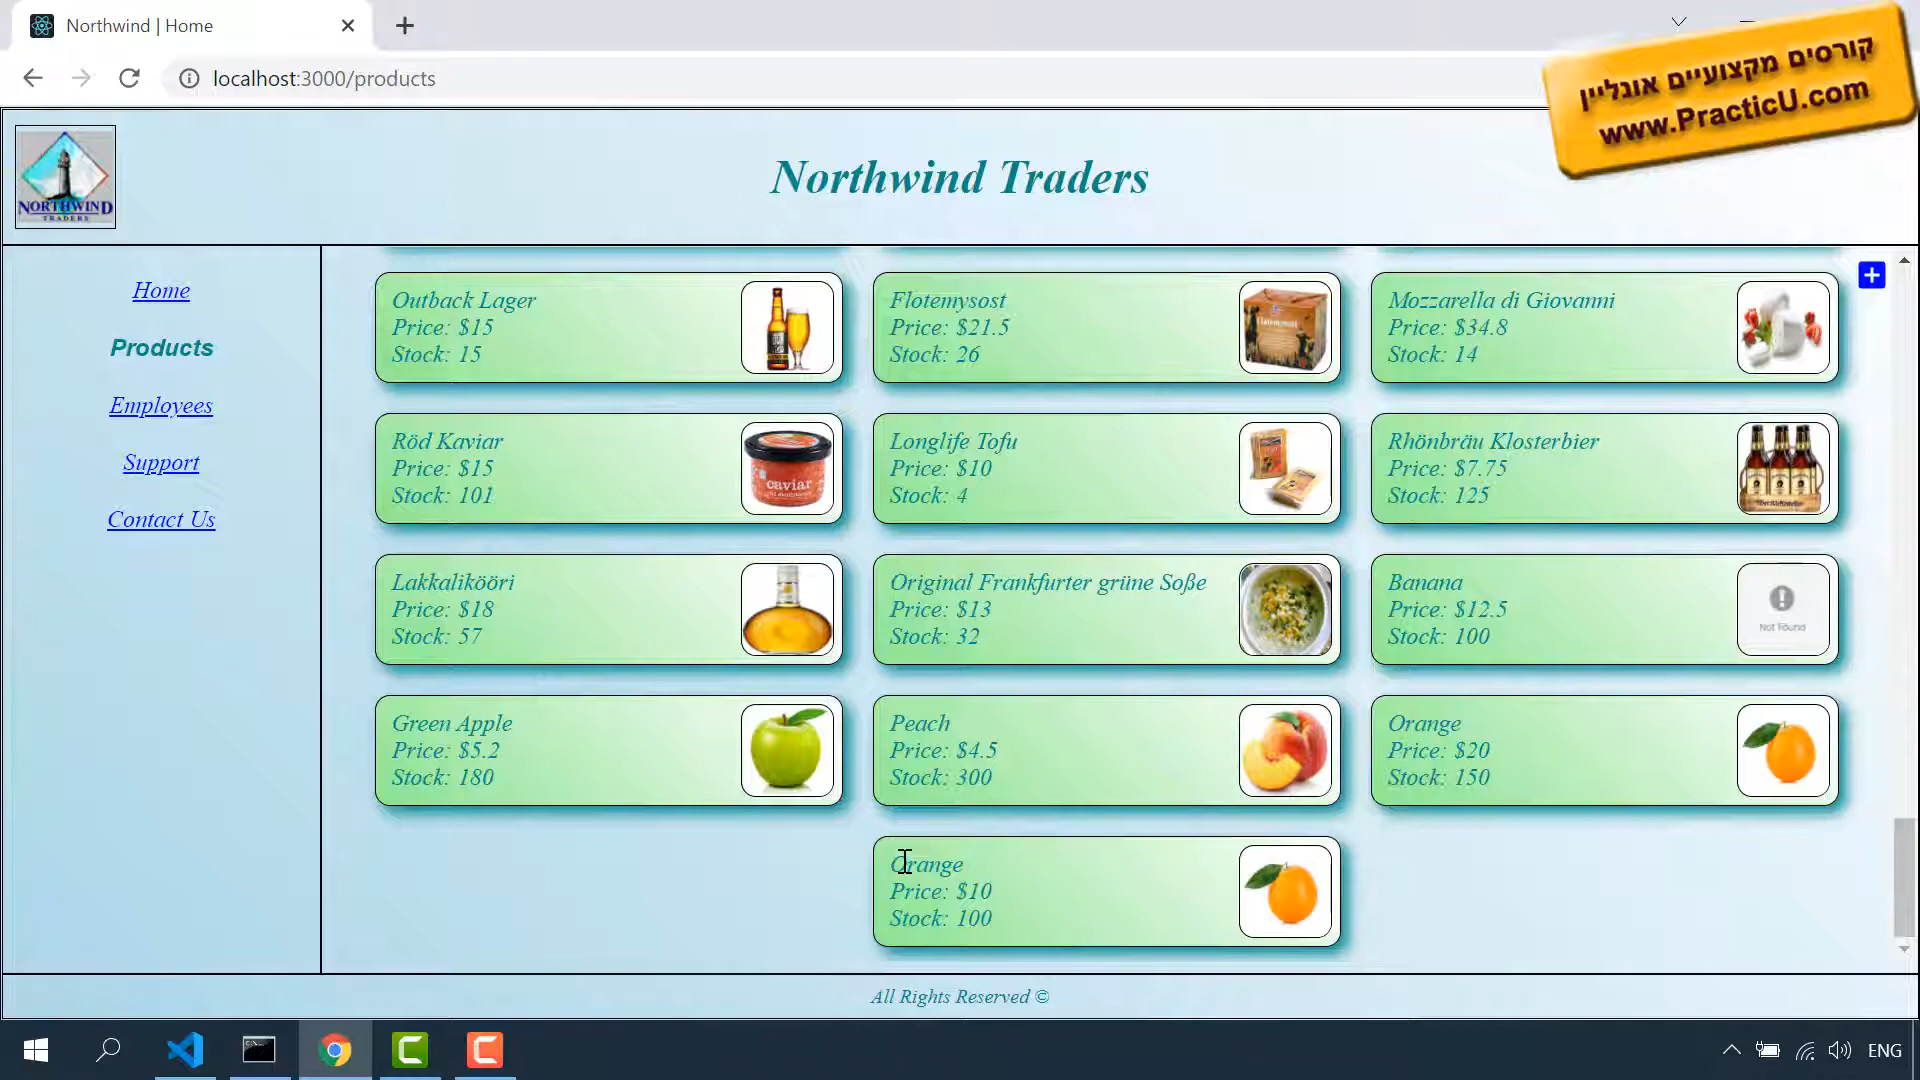 Northwind | Home
localhost:3000/products
קורסים מקצועיים אונליין
www.PracticU.com
NORTHWIND
TRADERS
Northwind Traders
Home
Products
Employees
Support
Contact Us
Outback Lager
Price: $15
Stock: 15
Flotemysost
Price: $21.5
Stock: 26
Flotemysost
Mozzarella di Giovanni
Price: $34.8
Stock: 14
Röd Kaviar
Price: $15
Stock: 101
caviar
Longlife Tofu
Price: $10
Stock: 4
Rhönbräu Klosterbier
Price: $7.75
Stock: 125
Lakkalikööri
Price: $18
Stock: 57
Original Frankfurter grüne Soße
Price: $13
Stock: 32
Banana
Price: $12.5
Stock: 100
Not Found
Green Apple
Price: $5.2
Stock: 180
Peach
Price: $4.5
Stock: 300
Orange
Price: $20
Stock: 150
Orange
Price: $10
Stock: 100
All Rights Reserved ©
ENG